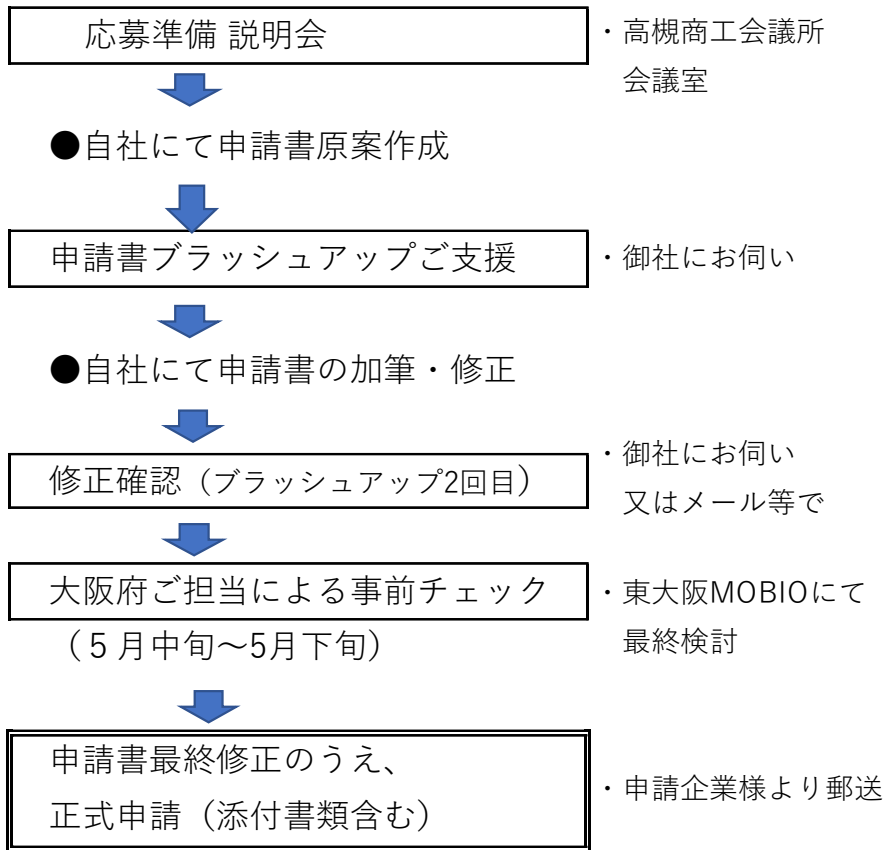 応募準備 説明会
・高槻商工会議所
会議室
●自社にて申請書原案作成
申請書ブラッシュアップご支援
・御社にお伺い
●自社にて申請書の加筆・修正
修正確認（ブラッシュアップ2回目）
・御社にお伺い
又はメール等で
大阪府ご担当による事前チェック
（５月中旬～5月下旬）
・東大阪MOBIOにて
最終検討
申請書最終修正のうえ、
正式申請（添付書類含む）
・申請企業様より郵送